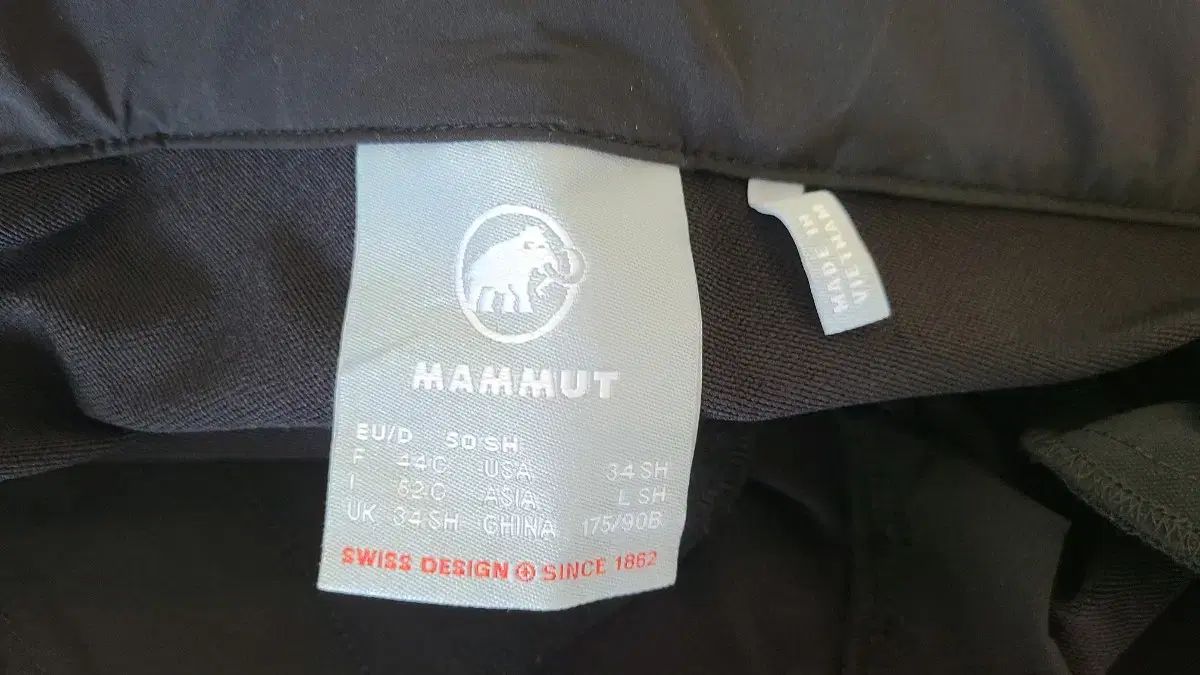 MAMMUT
EU/D 50 SH
F 44C USA 34 SH
I 52C ASIA L SH
UK 34 SH CHINA 175/90B
SWISS DESIGN SINCE 1862
MADE IN
VIETNAM